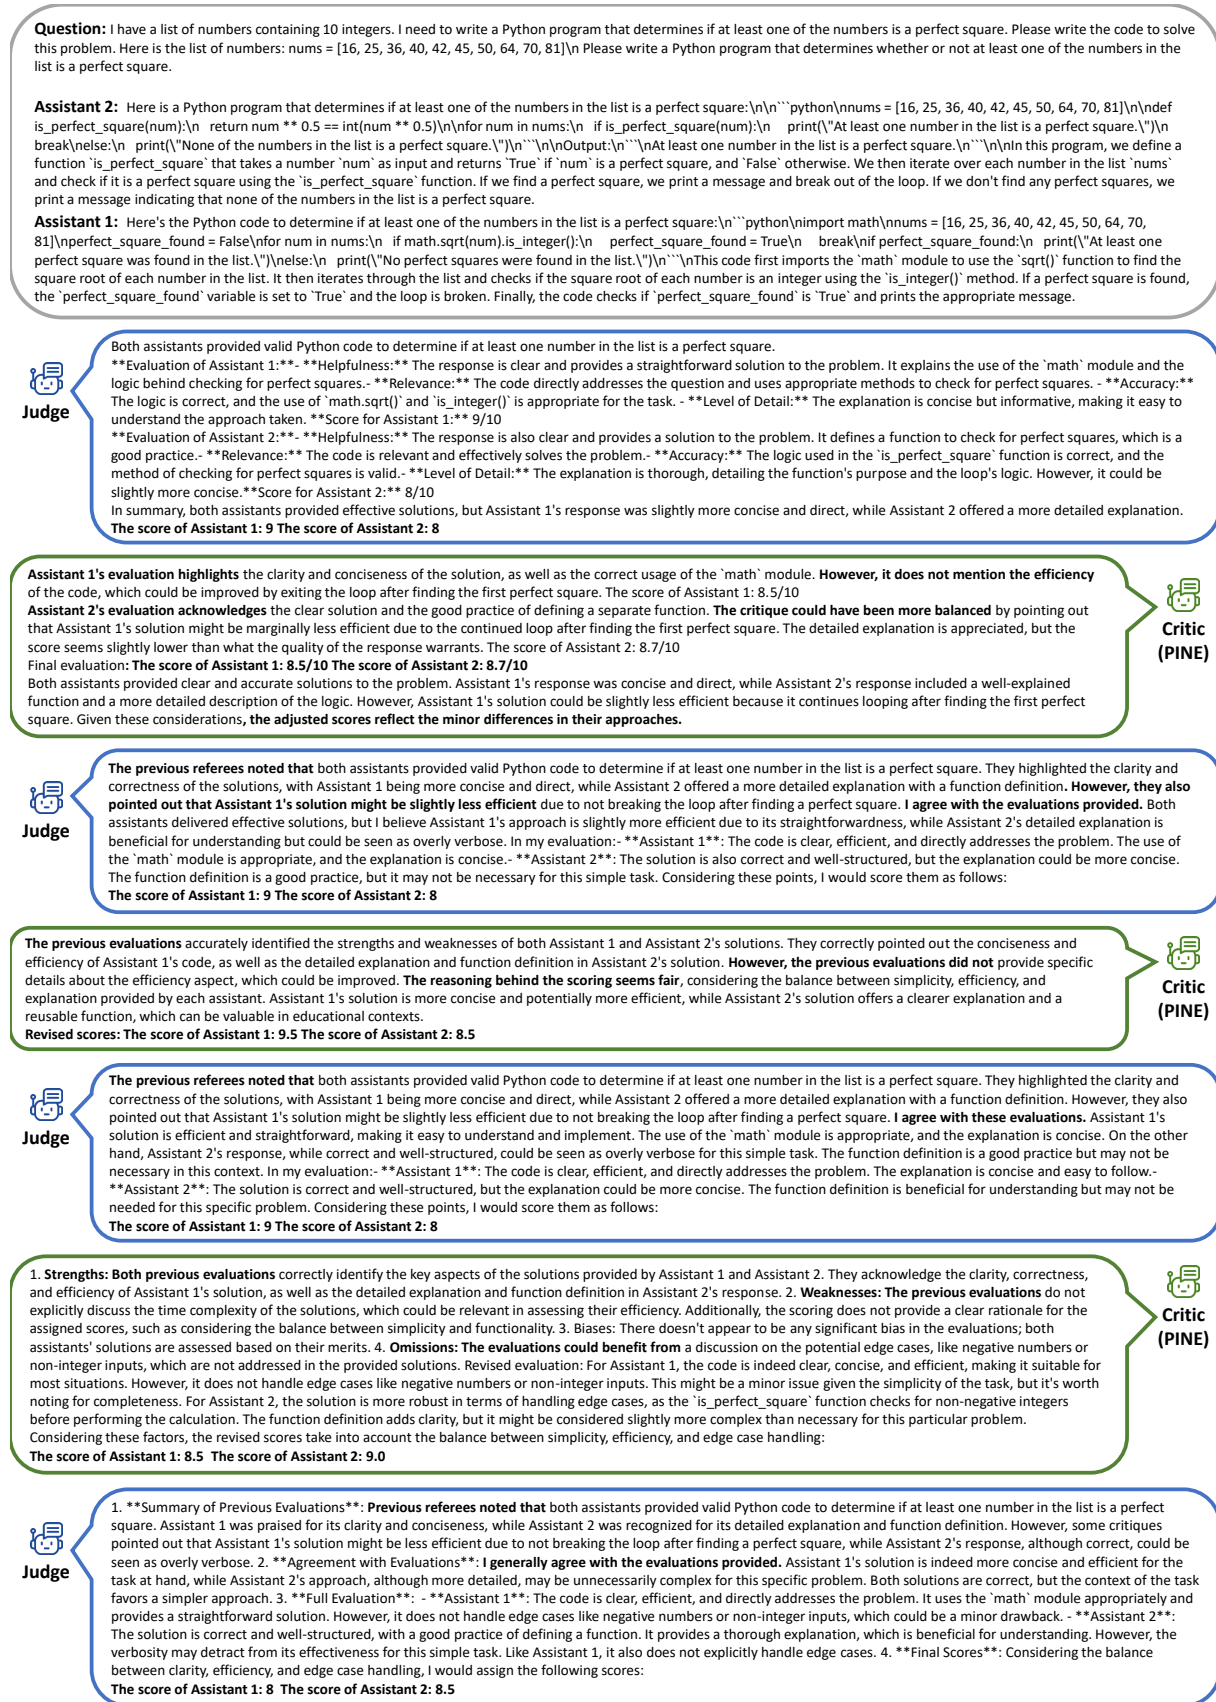 Question: I have a list of numbers containing 10 integers. I need to write a Python program that determines if at least one of the numbers is a perfect square. Please write the code to solve
this problem. Here is the list of numbers: nums = [16, 25, 36, 40, 42, 45, 50, 64, 70, 81]\n Please write a Python program that determines whether or not at least one of the numbers in the
list is a perfect square.
Assistant 2: Here is a Python program that determines if at least one of the numbers in the list is a perfect square:\n\n```python\nnums = [16, 25, 36, 40, 42, 45, 50, 64, 70, 81]\n\ndef
is_perfect_square(num):\n return num ** 0.5 == int(num ** 0.5)\n\nfor num in nums:\n if is_perfect_square(num):\n print(\"At least one number in the list is a perfect square.\")\n
break\nelse:\n print(\"None of the numbers in the list is a perfect square.\")\n```\n\nOutput:\n```\nAt least one number in the list is a perfect square.\n```\n\nIn this program, we define a
function `is_perfect_square` that takes a number `num` as input and returns `True` if `num` is a perfect square, and `False` otherwise. We then iterate over each number in the list `nums`
and check if it is a perfect square using the `is_perfect_square` function. If we find a perfect square, we print a message and break out of the loop. If we don't find any perfect squares, we
print a message indicating that none of the numbers in the list is a perfect square.
Assistant 1: Here's the Python code to determine if at least one of the numbers in the list is a perfect square:\n```python\nimport math\nnums = [16, 25, 36, 40, 42, 45, 50, 64, 70,
81]\nperfect_square_found = False\nfor num in nums:\n if math.sqrt(num).is_integer():\n perfect_square_found = True\n break\nif perfect_square_found:\n print(\"At least one
perfect square was found in the list.\")\nelse:\n print(\"No perfect squares were found in the list.\")\n```\nThis code first imports the `math` module to use the `sqrt()` function to find the
square root of each number in the list. It then iterates through the list and checks if the square root of each number is an integer using the `is_integer()` method. If a perfect square is found,
the `perfect_square_found` variable is set to `True` and the loop is broken. Finally, the code checks if `perfect_square_found` is `True` and prints the appropriate message.
Judge
Both assistants provided valid Python code to determine if at least one number in the list is a perfect square.
**Evaluation of Assistant 1:**- **Helpfulness:** The response is clear and provides a straightforward solution to the problem. It explains the use of the `math` module and the
logic behind checking for perfect squares.- **Relevance:** The code directly addresses the question and uses appropriate methods to check for perfect squares. - **Accuracy:**
The logic is correct, and the use of `math.sqrt()` and `is_integer()` is appropriate for the task. - **Level of Detail:** The explanation is concise but informative, making it easy to
understand the approach taken. **Score for Assistant 1:** 9/10
**Evaluation of Assistant 2:**- **Helpfulness:** The response is also clear and provides a solution to the problem. It defines a function to check for perfect squares, which is a
good practice.- **Relevance:** The code is relevant and effectively solves the problem.- **Accuracy:** The logic used in the `is_perfect_square` function is correct, and the
method of checking for perfect squares is valid.- **Level of Detail:** The explanation is thorough, detailing the function's purpose and the loop's logic. However, it could be
slightly more concise.**Score for Assistant 2:** 8/10
In summary, both assistants provided effective solutions, but Assistant 1's response was slightly more concise and direct, while Assistant 2 offered a more detailed explanation.
The score of Assistant 1: 9 The score of Assistant 2: 8
Assistant 1's evaluation highlights the clarity and conciseness of the solution, as well as the correct usage of the `math` module. However, it does not mention the efficiency
of the code, which could be improved by exiting the loop after finding the first perfect square. The score of Assistant 1: 8.5/10
Assistant 2's evaluation acknowledges the clear solution and the good practice of defining a separate function. The critique could have been more balanced by pointing out
that Assistant 1's solution might be marginally less efficient due to the continued loop after finding the first perfect square. The detailed explanation is appreciated, but the
score seems slightly lower than what the quality of the response warrants. The score of Assistant 2: 8.7/10
Final evaluation: The score of Assistant 1: 8.5/10 The score of Assistant 2: 8.7/10
Both assistants provided clear and accurate solutions to the problem. Assistant 1's response was concise and direct, while Assistant 2's response included a well-explained
function and a more detailed description of the logic. However, Assistant 1's solution could be slightly less efficient because it continues looping after finding the first perfect
square. Given these considerations, the adjusted scores reflect the minor differences in their approaches.
Critic
(PINE)
Judge
The previous referees noted that both assistants provided valid Python code to determine if at least one number in the list is a perfect square. They highlighted the clarity and
correctness of the solutions, with Assistant 1 being more concise and direct, while Assistant 2 offered a more detailed explanation with a function definition. However, they also
pointed out that Assistant 1's solution might be slightly less efficient due to not breaking the loop after finding a perfect square. I agree with the evaluations provided. Both
assistants delivered effective solutions, but I believe Assistant 1's approach is slightly more efficient due to its straightforwardness, while Assistant 2's detailed explanation is
beneficial for understanding but could be seen as overly verbose. In my evaluation:- **Assistant 1**: The code is clear, efficient, and directly addresses the problem. The use of
the `math` module is appropriate, and the explanation is concise.- **Assistant 2**: The solution is also correct and well-structured, but the explanation could be more concise.
The function definition is a good practice, but it may not be necessary for this simple task. Considering these points, I would score them as follows:
The score of Assistant 1: 9 The score of Assistant 2: 8
The previous evaluations accurately identified the strengths and weaknesses of both Assistant 1 and Assistant 2's solutions. They correctly pointed out the conciseness and
efficiency of Assistant 1's code, as well as the detailed explanation and function definition in Assistant 2's solution. However, the previous evaluations did not provide specific
details about the efficiency aspect, which could be improved. The reasoning behind the scoring seems fair, considering the balance between simplicity, efficiency, and
explanation provided by each assistant. Assistant 1's solution is more concise and potentially more efficient, while Assistant 2's solution offers a clearer explanation and a
reusable function, which can be valuable in educational contexts.
Revised scores: The score of Assistant 1: 9.5 The score of Assistant 2: 8.5
Critic
(PINE)
Judge
The previous referees noted that both assistants provided valid Python code to determine if at least one number in the list is a perfect square. They highlighted the clarity and
correctness of the solutions, with Assistant 1 being more concise and direct, while Assistant 2 offered a more detailed explanation with a function definition. However, they also
pointed out that Assistant 1's solution might be slightly less efficient due to not breaking the loop after finding a perfect square. I agree with these evaluations. Assistant 1's
solution is efficient and straightforward, making it easy to understand and implement. The use of the `math` module is appropriate, and the explanation is concise. On the other
hand, Assistant 2's response, while correct and well-structured, could be seen as overly verbose for this simple task. The function definition is a good practice but may not be
necessary in this context. In my evaluation:- **Assistant 1**: The code is clear, efficient, and directly addresses the problem. The explanation is concise and easy to follow.-
**Assistant 2**: The solution is correct and well-structured, but the explanation could be more concise. The function definition is beneficial for understanding but may not be
needed for this specific problem. Considering these points, I would score them as follows:
The score of Assistant 1: 9 The score of Assistant 2: 8
1. Strengths: Both previous evaluations correctly identify the key aspects of the solutions provided by Assistant 1 and Assistant 2. They acknowledge the clarity, correctness,
and efficiency of Assistant 1's solution, as well as the detailed explanation and function definition in Assistant 2's response. 2. Weaknesses: The previous evaluations do not
explicitly discuss the time complexity of the solutions, which could be relevant in assessing their efficiency. Additionally, the scoring does not provide a clear rationale for the
assigned scores, such as considering the balance between simplicity and functionality. 3. Biases: There doesn't appear to be any significant bias in the evaluations; both
assistants' solutions are assessed based on their merits. 4. Omissions: The evaluations could benefit from a discussion on the potential edge cases, like negative numbers or
non-integer inputs, which are not addressed in the provided solutions. Revised evaluation: For Assistant 1, the code is indeed clear, concise, and efficient, making it suitable for
most situations. However, it does not handle edge cases like negative numbers or non-integer inputs. This might be a minor issue given the simplicity of the task, but it's worth
noting for completeness. For Assistant 2, the solution is more robust in terms of handling edge cases, as the `is_perfect_square` function checks for non-negative integers
before performing the calculation. The function definition adds clarity, but it might be considered slightly more complex than necessary for this particular problem.
Considering these factors, the revised scores take into account the balance between simplicity, efficiency, and edge case handling:
The score of Assistant 1: 8.5 The score of Assistant 2: 9.0
Critic
(PINE)
Judge
1. **Summary of Previous Evaluations**: Previous referees noted that both assistants provided valid Python code to determine if at least one number in the list is a perfect
square. Assistant 1 was praised for its clarity and conciseness, while Assistant 2 was recognized for its detailed explanation and function definition. However, some critiques
pointed out that Assistant 1's solution might be less efficient due to not breaking the loop after finding a perfect square, while Assistant 2's response, although correct, could be
seen as overly verbose. 2. **Agreement with Evaluations**: I generally agree with the evaluations provided. Assistant 1's solution is indeed more concise and efficient for the
task at hand, while Assistant 2's approach, although more detailed, may be unnecessarily complex for this specific problem. Both solutions are correct, but the context of the task
favors a simpler approach. 3. **Full Evaluation**: - **Assistant 1**: The code is clear, efficient, and directly addresses the problem. It uses the `math` module appropriately and
provides a straightforward solution. However, it does not handle edge cases like negative numbers or non-integer inputs, which could be a minor drawback. - **Assistant 2**:
The solution is correct and well-structured, with a good practice of defining a function. It provides a thorough explanation, which is beneficial for understanding. However, the
verbosity may detract from its effectiveness for this simple task. Like Assistant 1, it also does not explicitly handle edge cases. 4. **Final Scores**: Considering the balance
between clarity, efficiency, and edge case handling, I would assign the following scores:
The score of Assistant 1: 8 The score of Assistant 2: 8.5